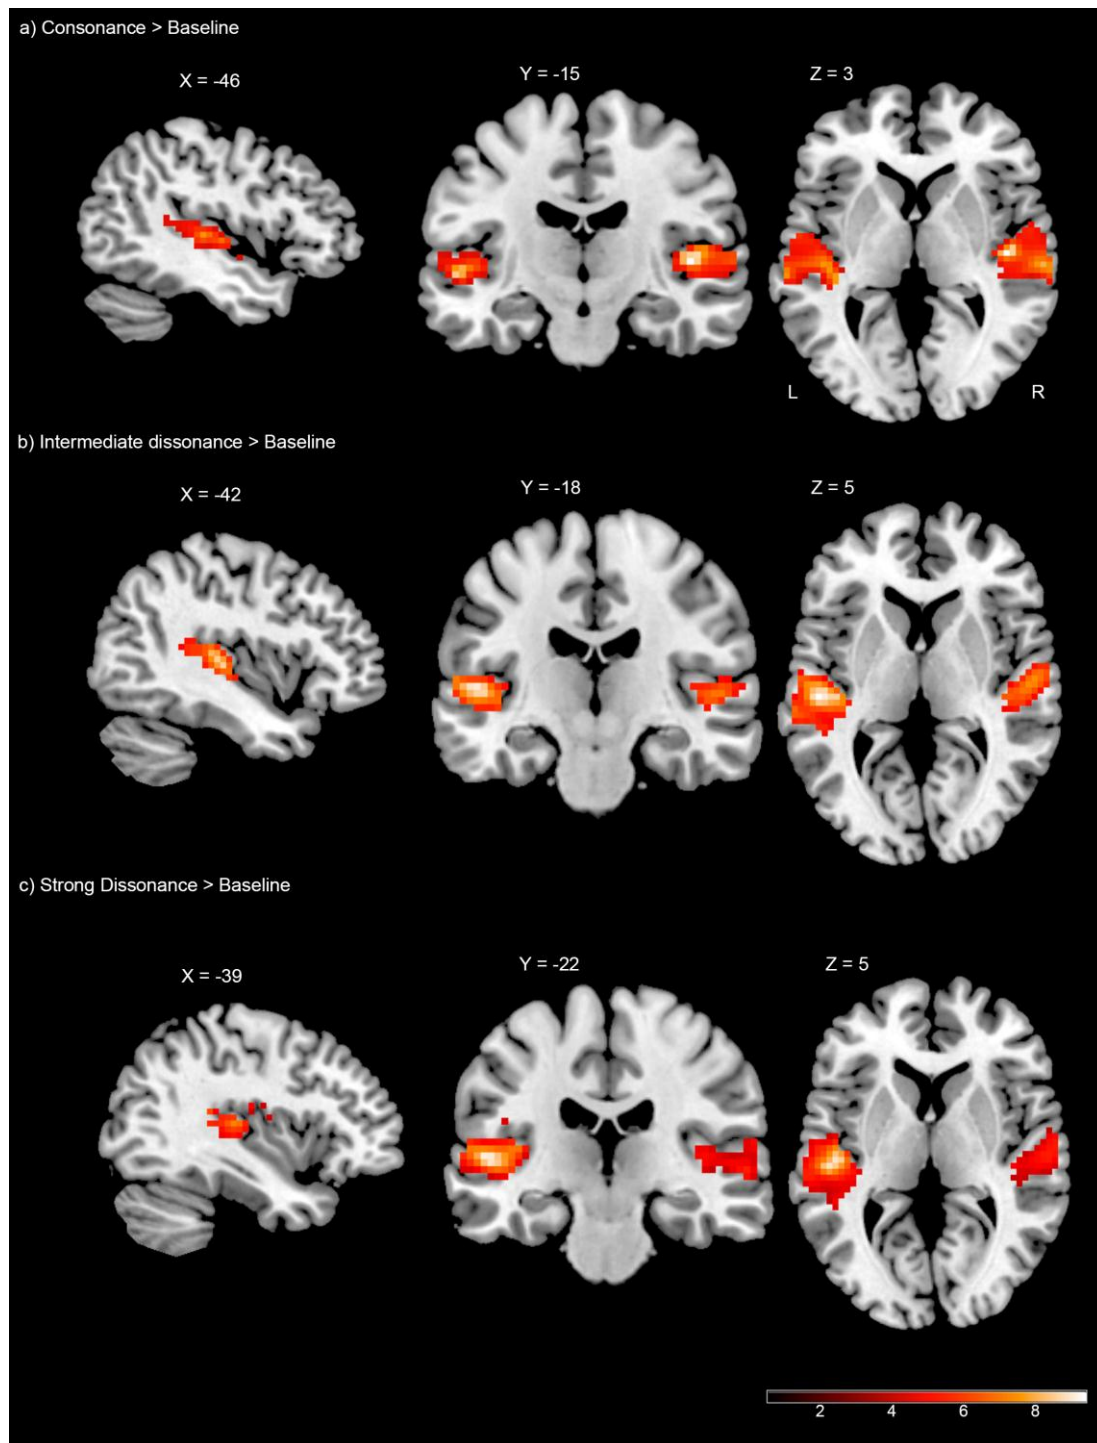 a) Consonance > Baseline
X = -46
Y = -15
Z = 3
L
R
b) Intermediate dissonance > Baseline
X = -42
Y = -18
Z = 5
c) Strong Dissonance > Baseline
X = -39
Y = -22
Z = 5
2 4 6 8